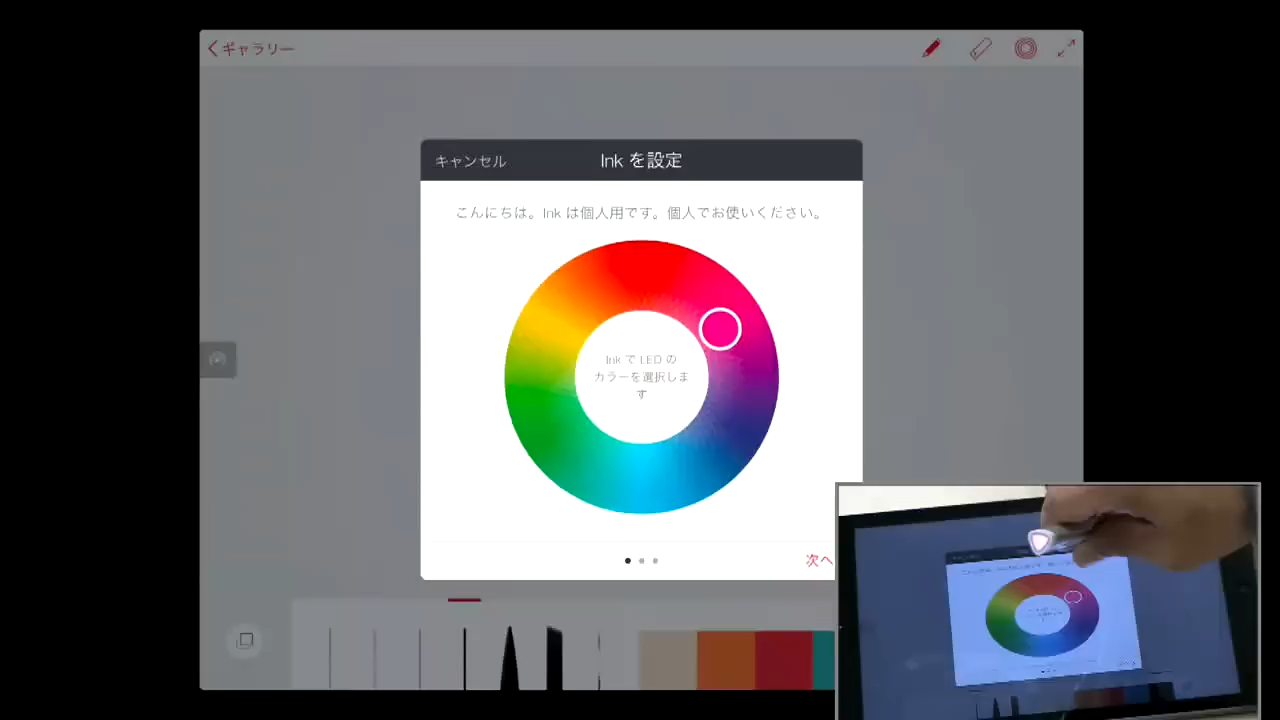 ギャラリー
キャンセル
Ink を設定
こんにちは。Ink は個人用です。個人でお使いください。
Ink で LED の
カラーを選択しま
す
次へ